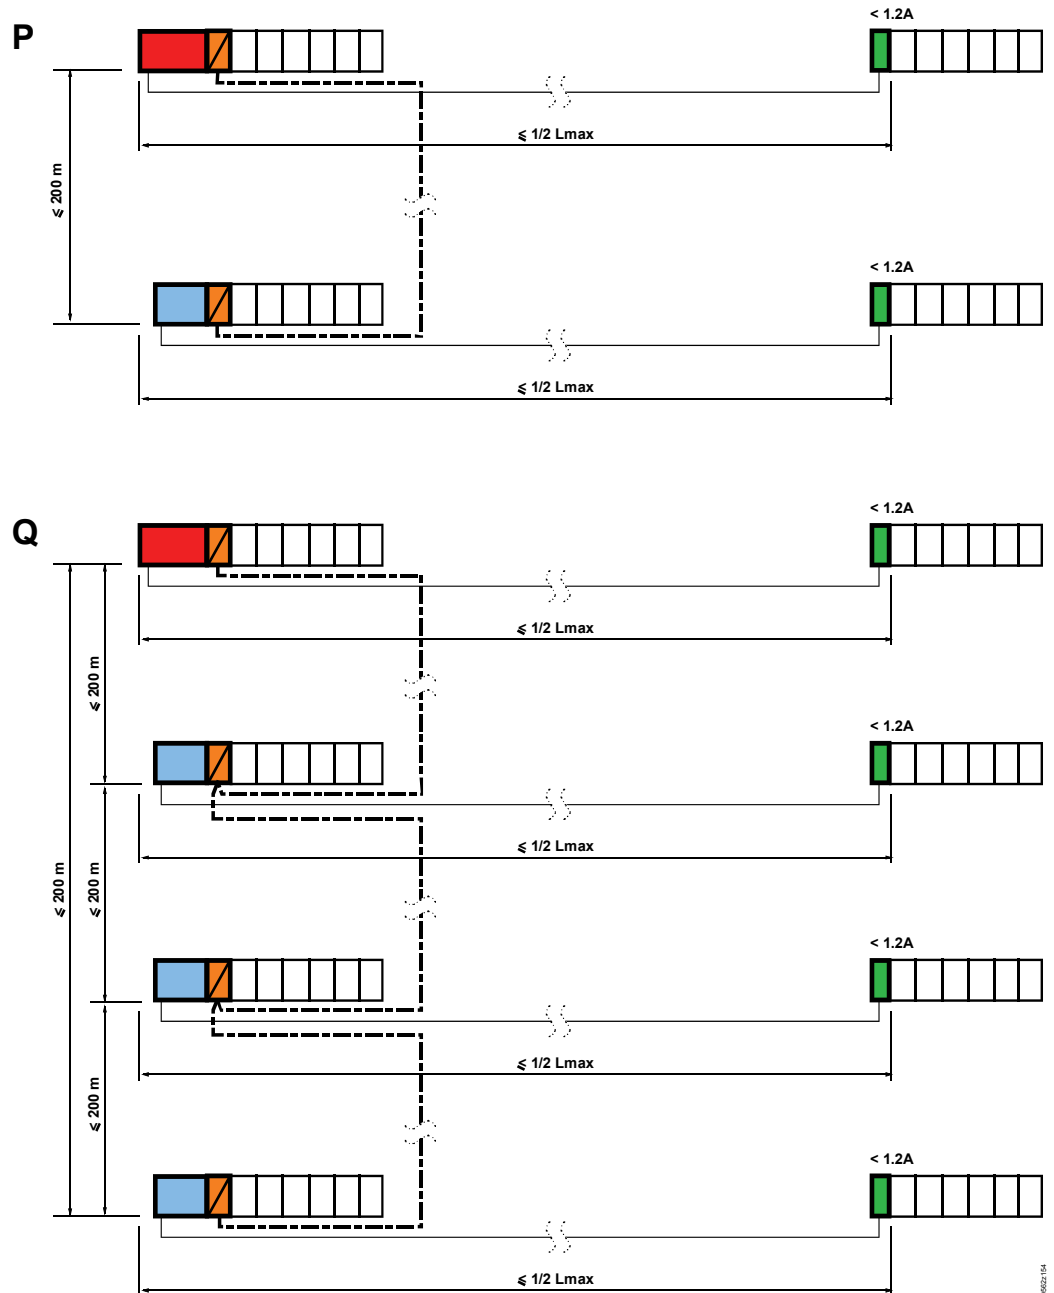 P
< 1.2A
⩽ 1/2 Lmax
⩽ 200 m
< 1.2A
⩽ 1/2 Lmax
Q
< 1.2A
⩽ 1/2 Lmax
⩽ 200 m
< 1.2A
⩽ 1/2 Lmax
⩽ 200 m
⩽ 200 m
< 1.2A
⩽ 1/2 Lmax
⩽ 200 m
< 1.2A
⩽ 1/2 Lmax